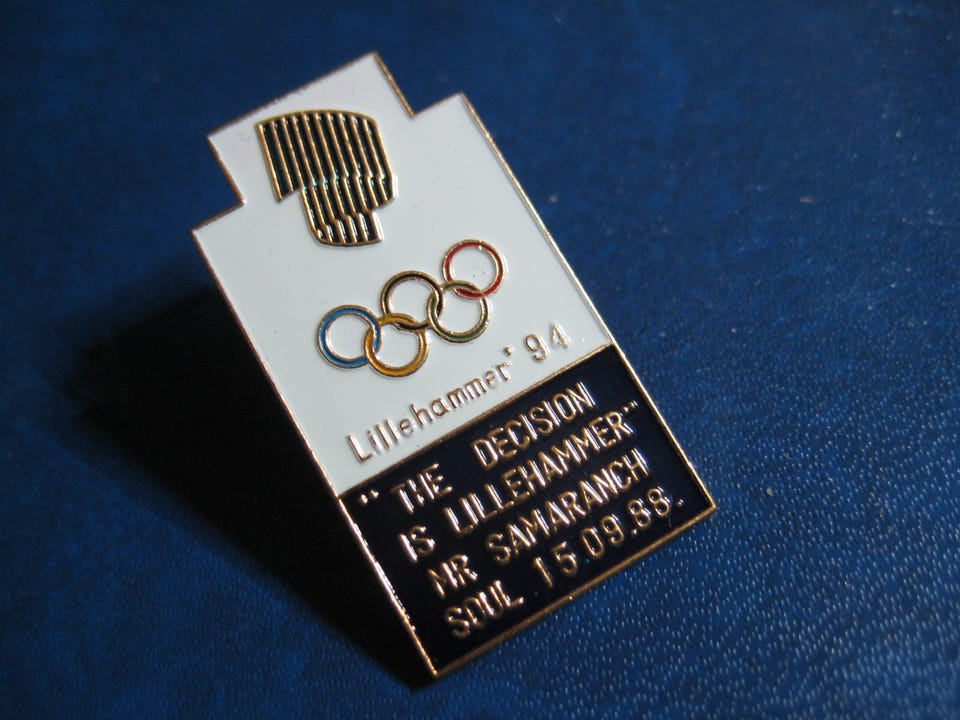 Lillehammer' 94
"THE DECISION
IS LILLEHAMMER"
MR SAMARANCH
SOUL 15.09.88.